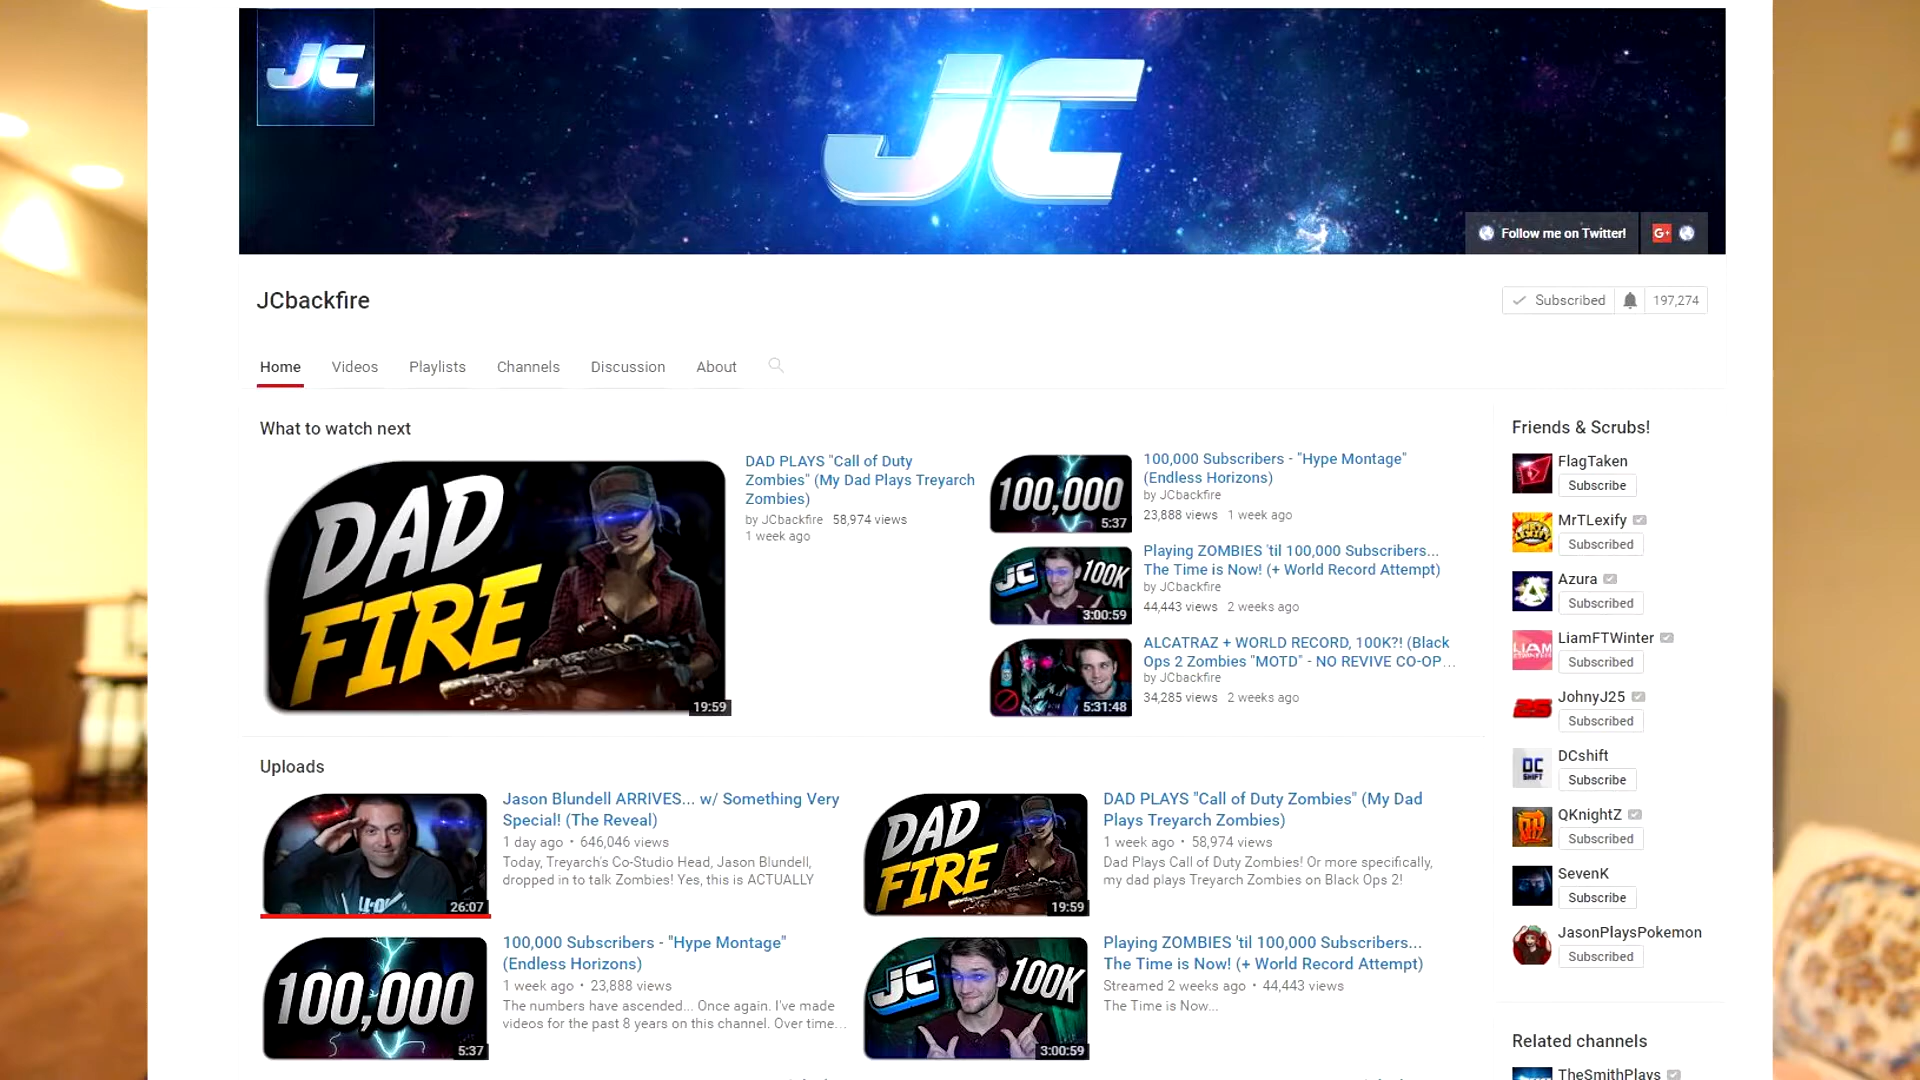 JC
JC
Follow me on Twitter!
G+
JCbackfire
Subscribed
197,274
Home
Videos
Playlists
Channels
Discussion
About
What to watch next
DAD
FIRE
19:59
DAD PLAYS "Call of Duty
Zombies" (My Dad Plays Treyarch
Zombies)
by JCbackfire 58,974 views
1 week ago
100,000
5:37
100,000 Subscribers - "Hype Montage"
(Endless Horizons)
by JCbackfire
23,888 views 1 week ago
JC
100K
3:00:59
Playing ZOMBIES 'til 100,000 Subscribers...
The Time is Now! (+ World Record Attempt)
by JCbackfire
44,443 views 2 weeks ago
5:31:48
ALCATRAZ + WORLD RECORD, 100K?! (Black
Ops 2 Zombies "MOTD" - NO REVIVE CO-OP...
by JCbackfire
34,285 views 2 weeks ago
Uploads
26:07
Jason Blundell ARRIVES... w/ Something Very
Special! (The Reveal)
1 day ago • 646,046 views
Today, Treyarch's Co-Studio Head, Jason Blundell,
dropped in to talk Zombies! Yes, this is ACTUALLY
DAD
FIRE
19:59
DAD PLAYS "Call of Duty Zombies" (My Dad
Plays Treyarch Zombies)
1 week ago • 58,974 views
Dad Plays Call of Duty Zombies! Or more specifically,
my dad plays Treyarch Zombies on Black Ops 2!
100,000
5:37
100,000 Subscribers - "Hype Montage"
(Endless Horizons)
1 week ago • 23,888 views
The numbers have ascended... Once again. I've made
videos for the past 8 years on this channel. Over time...
JC
100K
3:00:59
Playing ZOMBIES 'til 100,000 Subscribers...
The Time is Now! (+ World Record Attempt)
Streamed 2 weeks ago • 44,443 views
The Time is Now...
Friends & Scrubs!
FlagTaken
Subscribe
MrTLexify
Subscribed
Azura
Subscribed
LIAM
LiamFTWinter
Subscribed
25
JohnyJ25
Subscribed
DC
SHIFT
DCshift
Subscribe
QKnightZ
Subscribed
SevenK
Subscribe
JasonPlaysPokemon
Subscribed
Related channels
TheSmithPlays